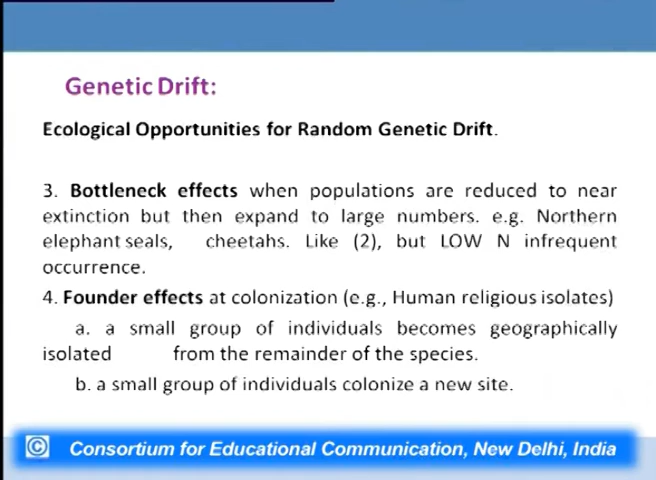 Genetic Drift:
Ecological Opportunities for Random Genetic Drift.
3. Bottleneck effects when populations are reduced to near
extinction but then expand to large numbers. e.g. Northern
elephant seals, cheetahs. Like (2), but LOW N infrequent
occurrence.
4. Founder effects at colonization (e.g., Human religious isolates)
a. a small group of individuals becomes geographically
isolated from the remainder of the species.
b. a small group of individuals colonize a new site.
© Consortium for Educational Communication, New Delhi, India